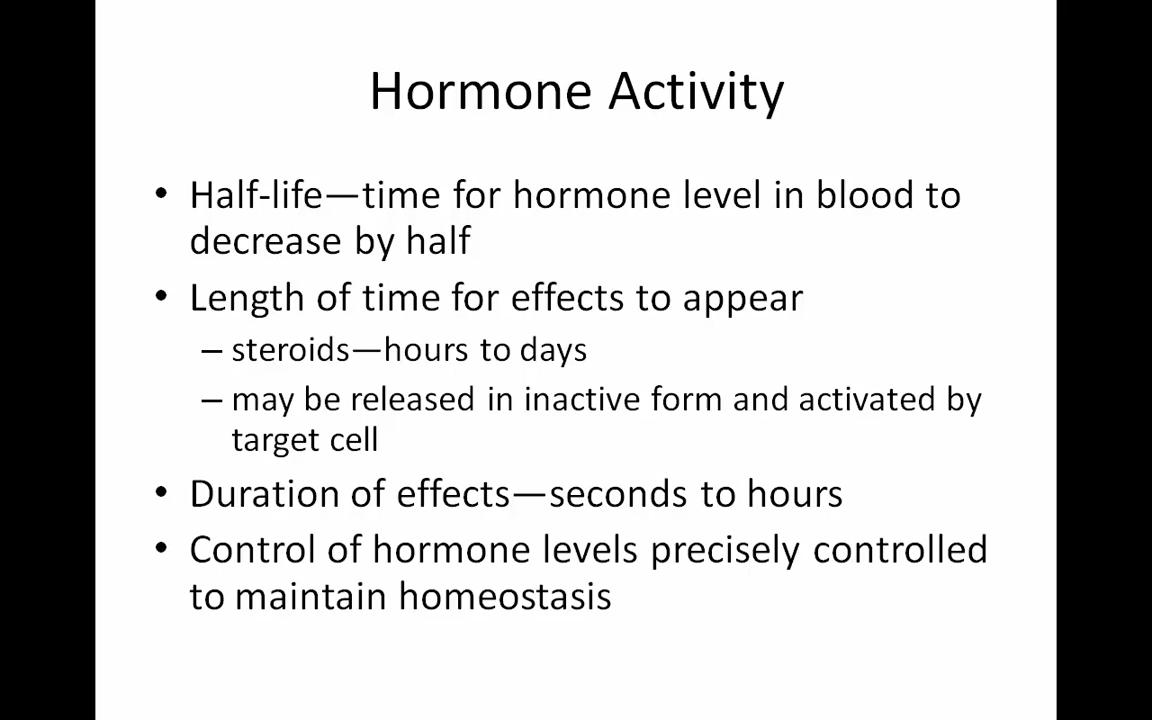 Hormone Activity
• Half-life—time for hormone level in blood to
decrease by half
• Length of time for effects to appear
– steroids—hours to days
– may be released in inactive form and activated by
target cell
• Duration of effects—seconds to hours
• Control of hormone levels precisely controlled
to maintain homeostasis